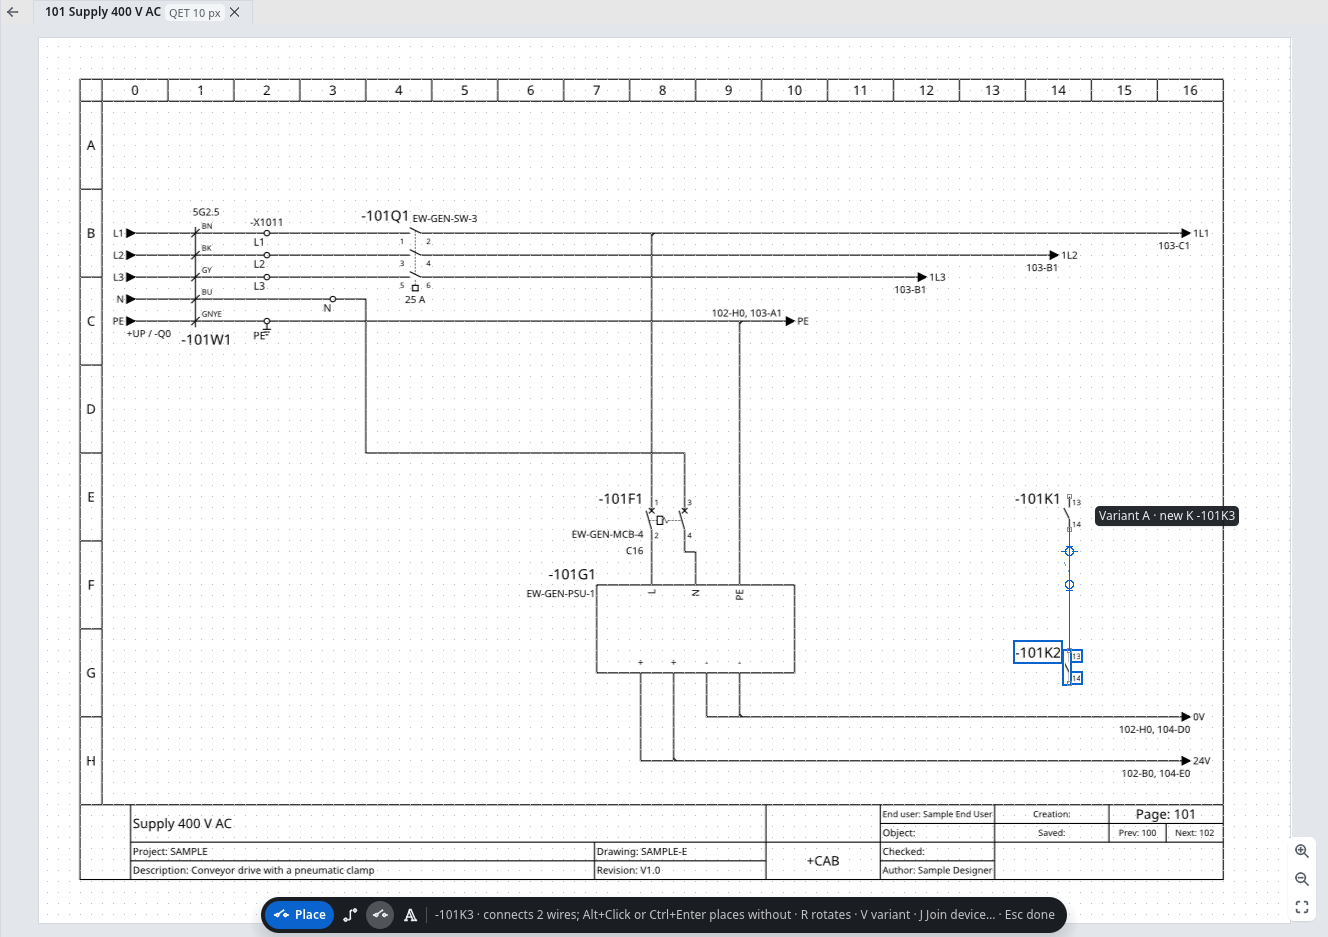 101 Supply 400 V AC QET 10 px
0 1 2 3 4 5 6 7 8 9 10 11 12 13 14 15 16
A
B
C
D
E
F
G
H
5G2.5
BN
-X1011
-101Q1 EW-GEN-SW-3
L1
L1
1 2
1L1
103-C1
BK
L2
L2
3 4
1L2
103-B1
GY
L3
L3
5 6
25 A
1L3
103-B1
BU
N
N
GNYE
PE
PE
102-H0, 103-A1
PE
+UP / -Q0
-101W1
-101F1
1 3
EW-GEN-MCB-4
2 4
C16
-101G1
EW-GEN-PSU-1
L N PE
+ + - -
-101K1
13
14
Variant A · new K -101K3
-101K2
13
14
0V
102-H0, 104-D0
24V
102-B0, 104-E0
Supply 400 V AC
Project: SAMPLE
Description: Conveyor drive with a pneumatic clamp
Drawing: SAMPLE-E
Revision: V1.0
+CAB
End user: Sample End User
Object:
Checked:
Author: Sample Designer
Creation:
Saved:
Page: 101
Prev: 100
Next: 102
Place
A
-101K3 · connects 2 wires; Alt+Click or Ctrl+Enter places without · R rotates · V variant · J Join device... · Esc done